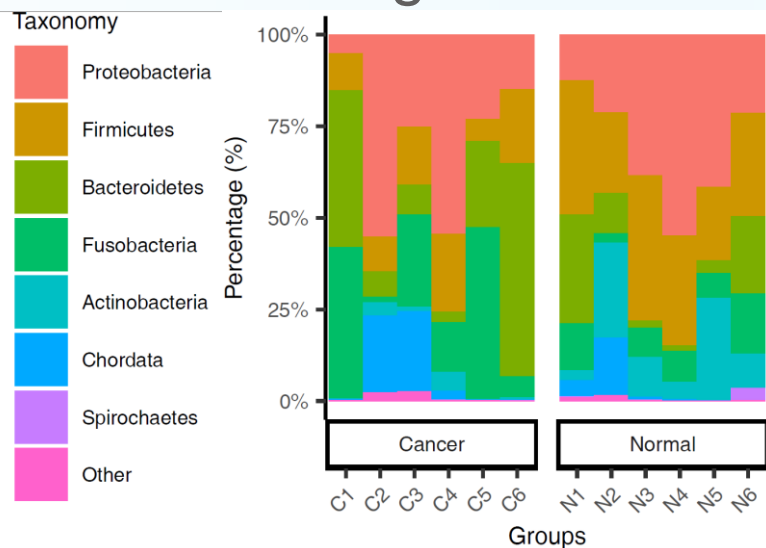 Taxonomy
Proteobacteria
Firmicutes
Bacteroidetes
Fusobacteria
Actinobacteria
Chordata
Spirochaetes
Other
Percentage (%)
100%
75%
50%
25%
0%
Cancer
Normal
C1 C2 C3 C4 C5 C6 N1 N2 N3 N4 N5 N6
Groups